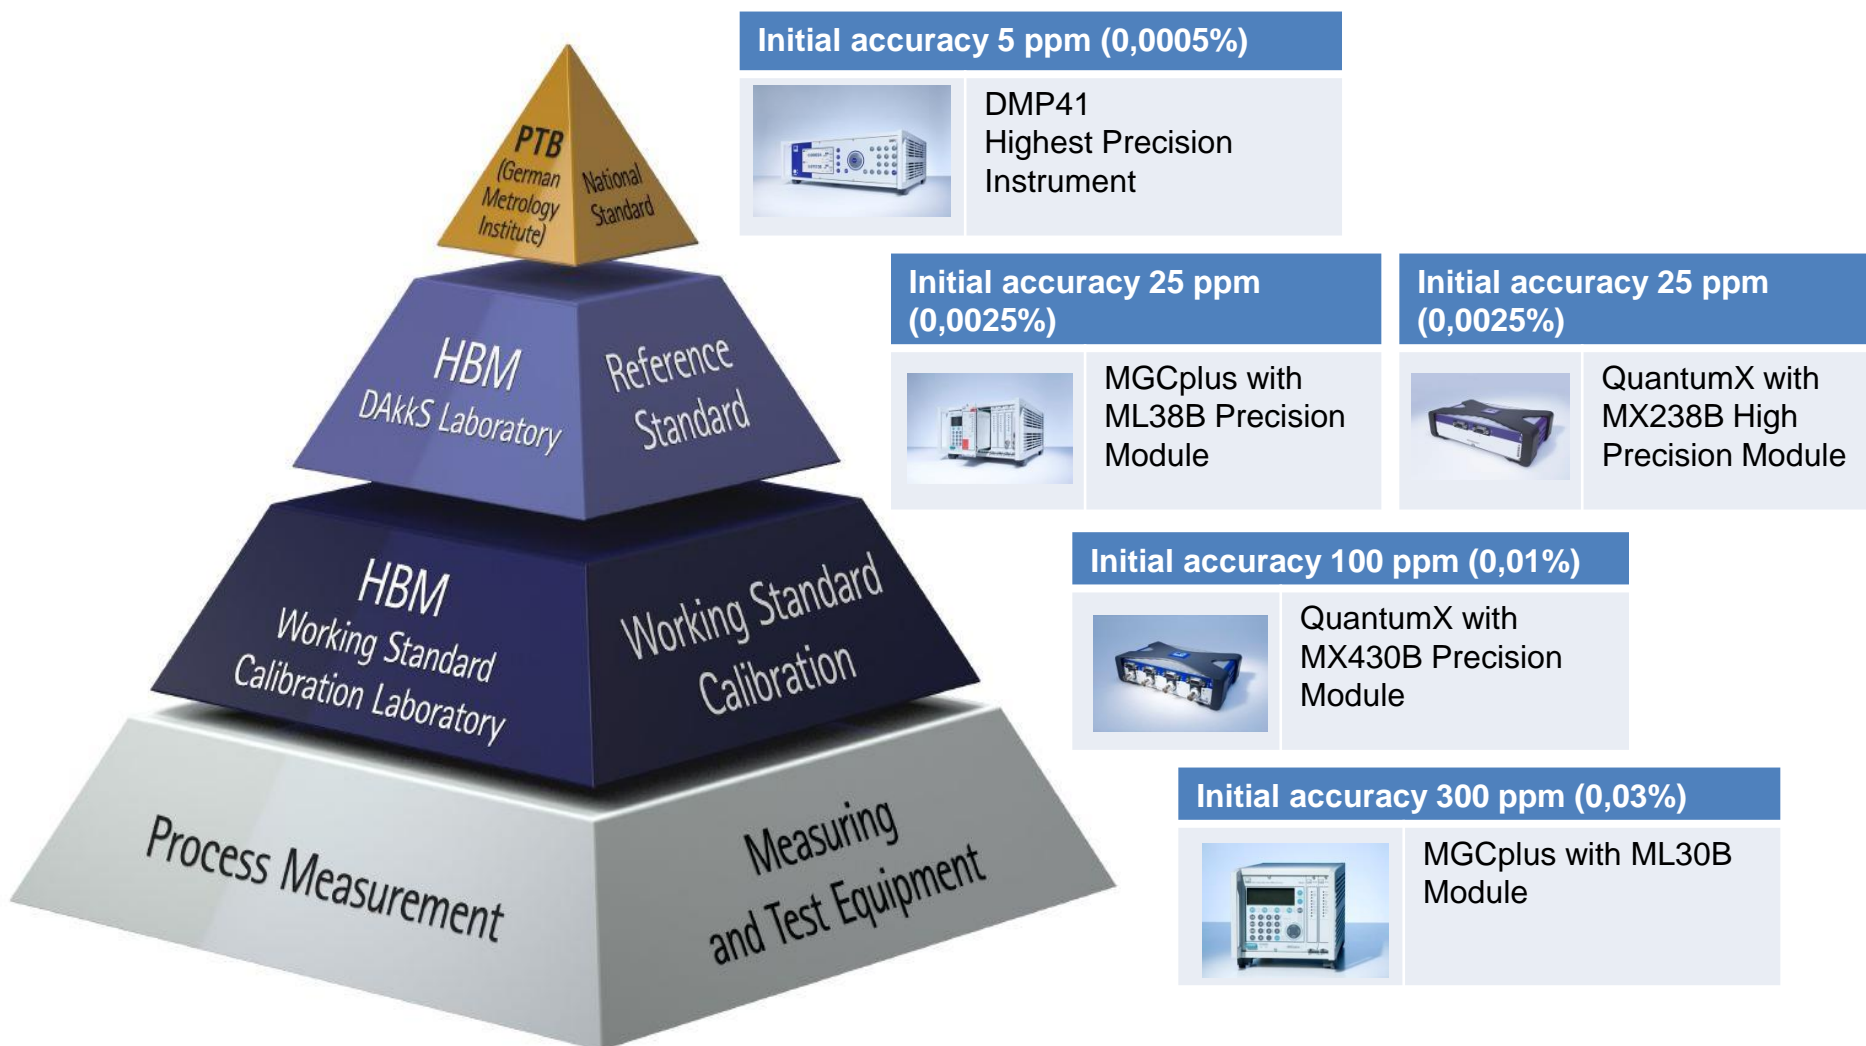 Initial accuracy 5 ppm (0,0005%)
DMP41
Highest Precision
Instrument
PTB
(German
Metrology
Institute)
National
Standard
Initial accuracy 25 ppm
(0,0025%)
MGCplus with
ML38B Precision
Module
Initial accuracy 25 ppm
(0,0025%)
QuantumX with
MX238B High
Precision Module
HBM
DAkkS Laboratory
Reference
Standard
Initial accuracy 100 ppm (0,01%)
QuantumX with
MX430B Precision
Module
HBM
Working Standard
Calibration Laboratory
Working Standard
Calibration
Initial accuracy 300 ppm (0,03%)
MGCplus with ML30B
Module
Process Measurement
Measuring
and Test Equipment